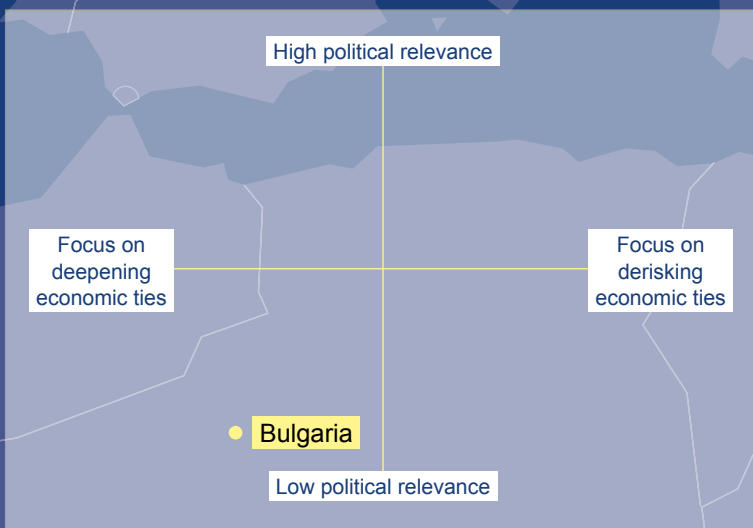 High political relevance
Focus on
deepening
economic ties
Focus on
derisking
economic ties
Bulgaria
Low political relevance